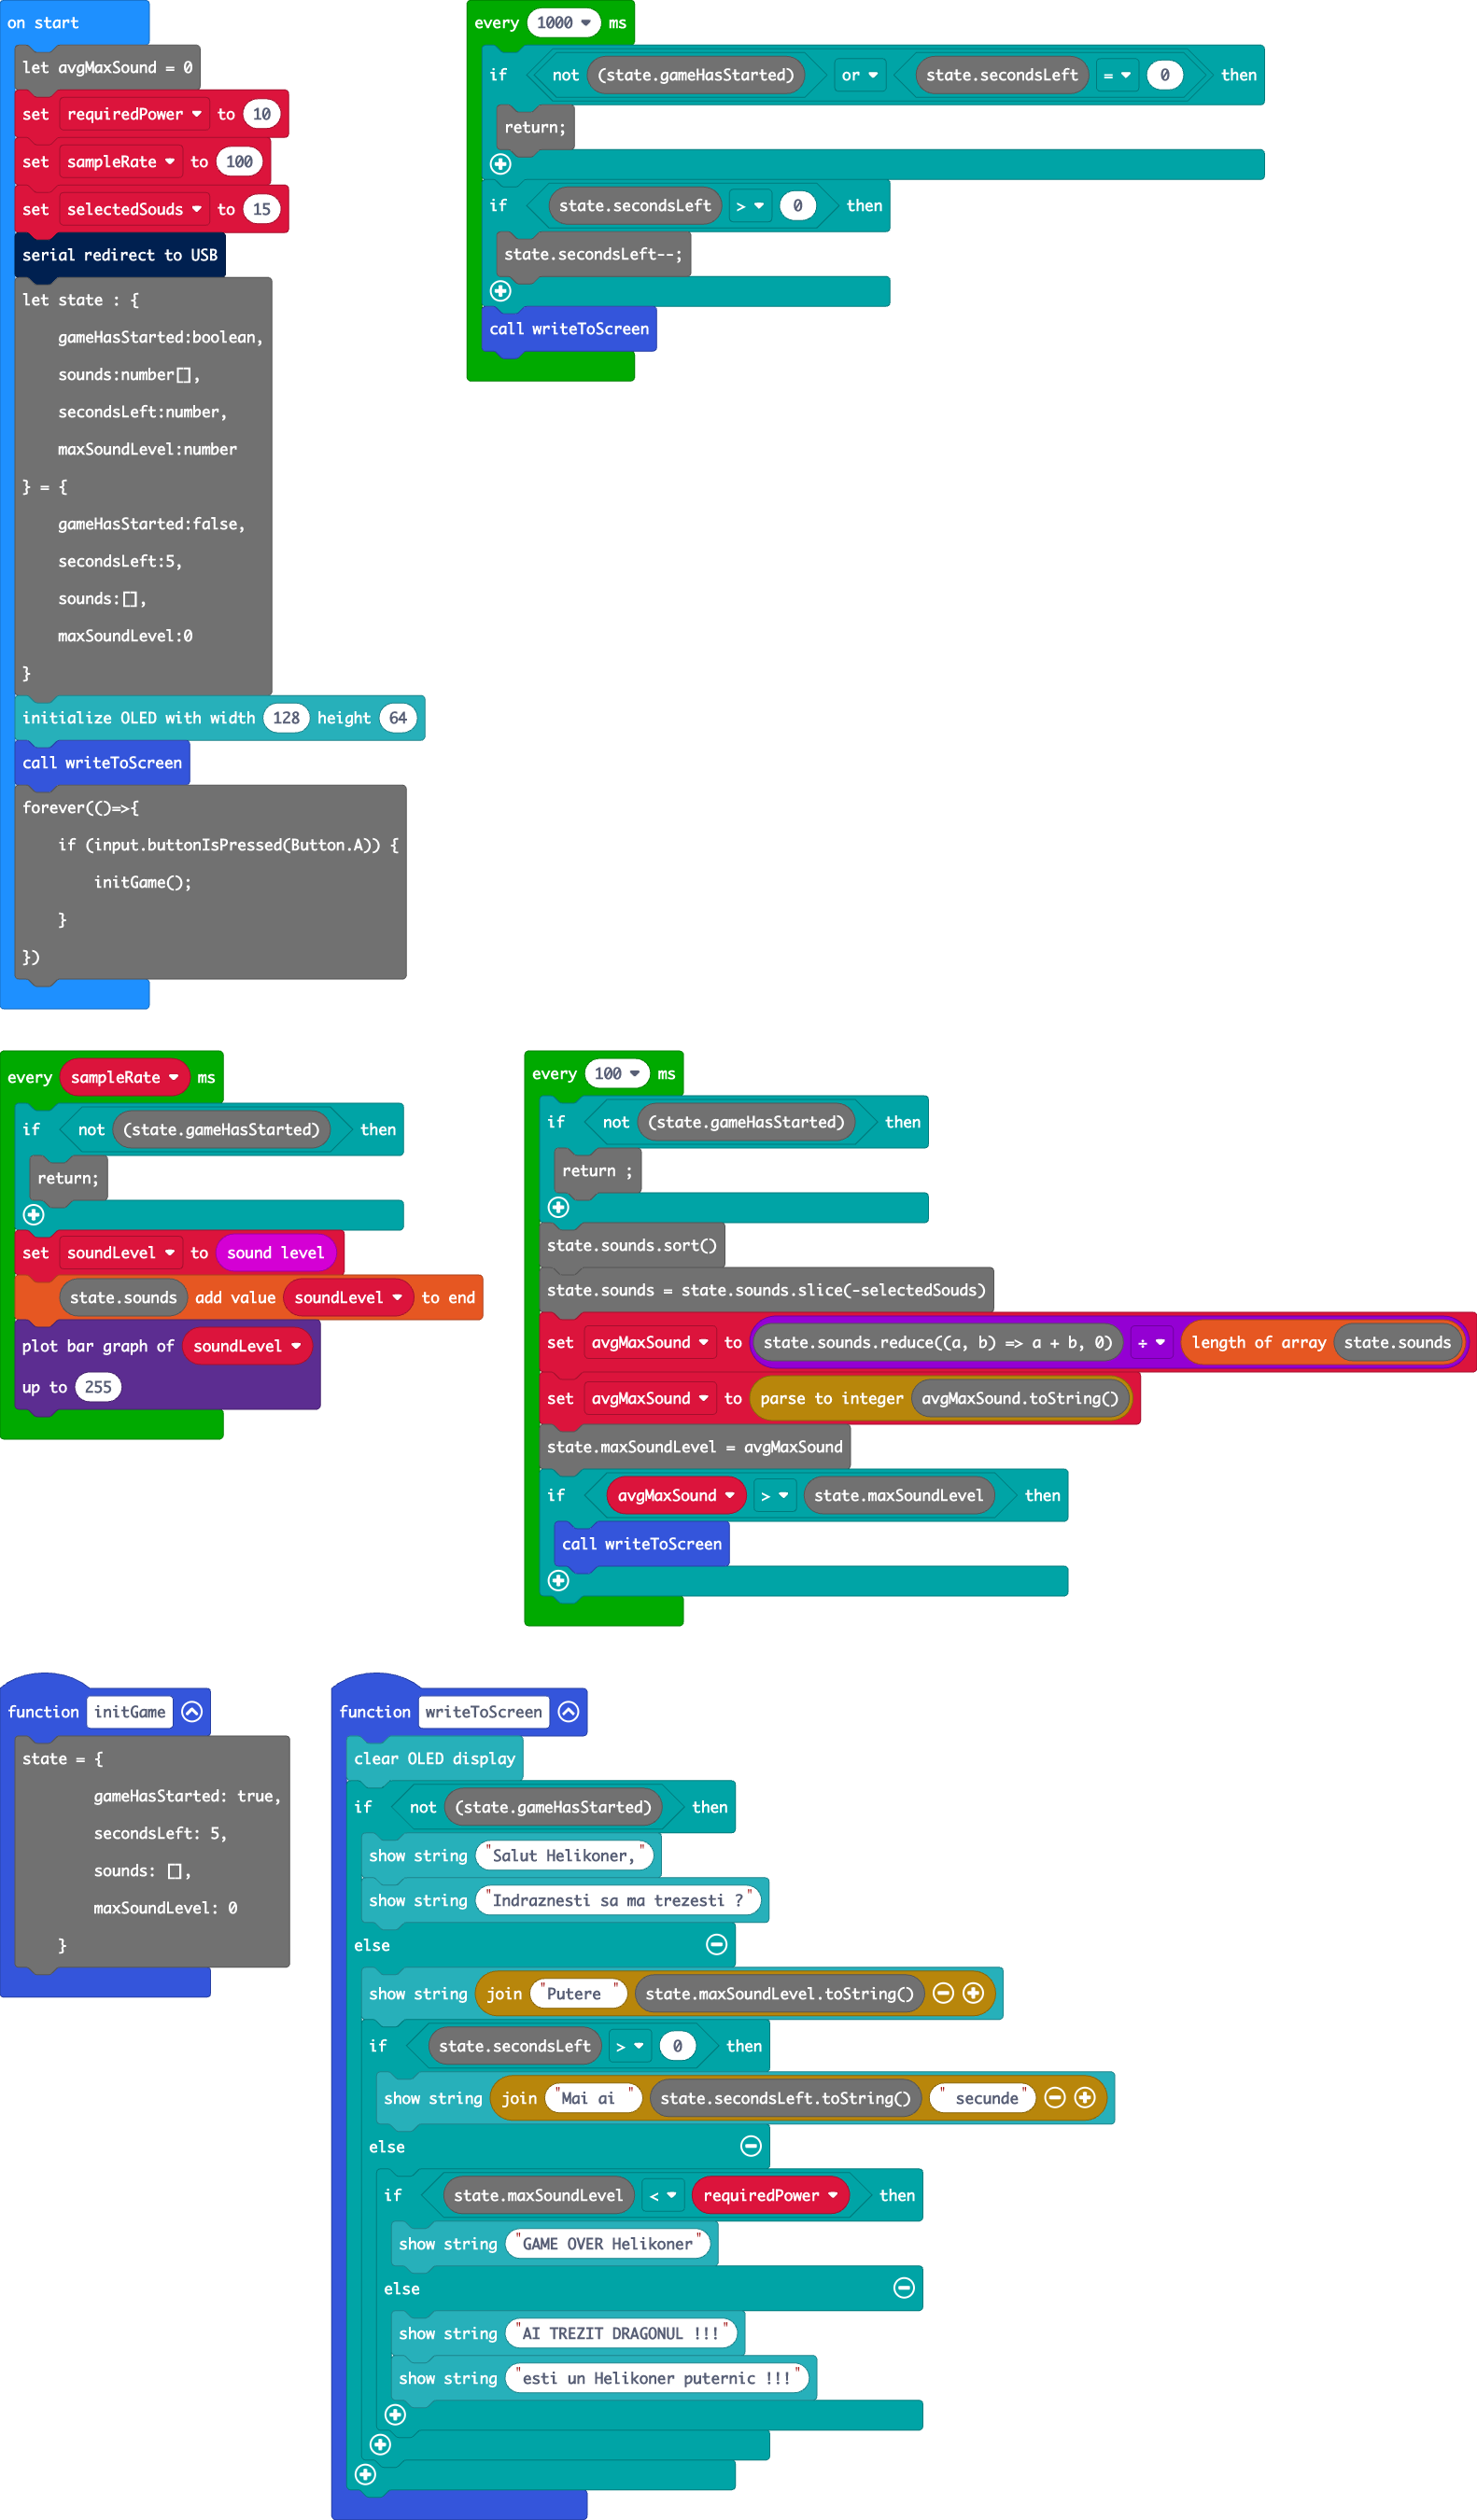 on start
let avgMaxSound = 0
set requiredPower to 10
set sampleRate to 100
set selectedSouds to 15
serial redirect to USB
let state : {
gameHasStarted:boolean,
sounds:number[],
secondsLeft:number,
maxSoundLevel:number
} = {
gameHasStarted:false,
secondsLeft:5,
sounds:[],
maxSoundLevel:0
}
initialize OLED with width 128 height 64
call writeToScreen
forever(()=>{
if (input.buttonIsPressed(Button.A)) {
initGame();
}
})
every 1000 ms
if not (state.gameHasStarted) or state.secondsLeft = 0 then
return;
if state.secondsLeft > 0 then
state.secondsLeft--;
call writeToScreen
every sampleRate ms
if not (state.gameHasStarted) then
return;
set soundLevel to sound level
state.sounds add value soundLevel to end
plot bar graph of soundLevel
up to 255
every 100 ms
if not (state.gameHasStarted) then
return ;
state.sounds.sort()
state.sounds = state.sounds.slice(-selectedSouds)
set avgMaxSound to state.sounds.reduce((a, b) => a + b, 0) ÷ length of array state.sounds
set avgMaxSound to parse to integer avgMaxSound.toString()
state.maxSoundLevel = avgMaxSound
if avgMaxSound > state.maxSoundLevel then
call writeToScreen
function initGame
state = {
gameHasStarted: true,
secondsLeft: 5,
sounds: [],
maxSoundLevel: 0
}
function writeToScreen
clear OLED display
if not (state.gameHasStarted) then
show string "Salut Helikoner,"
show string "Indraznesti sa ma trezesti ?"
else
show string join "Putere " state.maxSoundLevel.toString()
if state.secondsLeft > 0 then
show string join "Mai ai " state.secondsLeft.toString() " secunde"
else
if state.maxSoundLevel < requiredPower then
show string "GAME OVER Helikoner"
else
show string "AI TREZIT DRAGONUL !!!"
show string "esti un Helikoner puternic !!!"